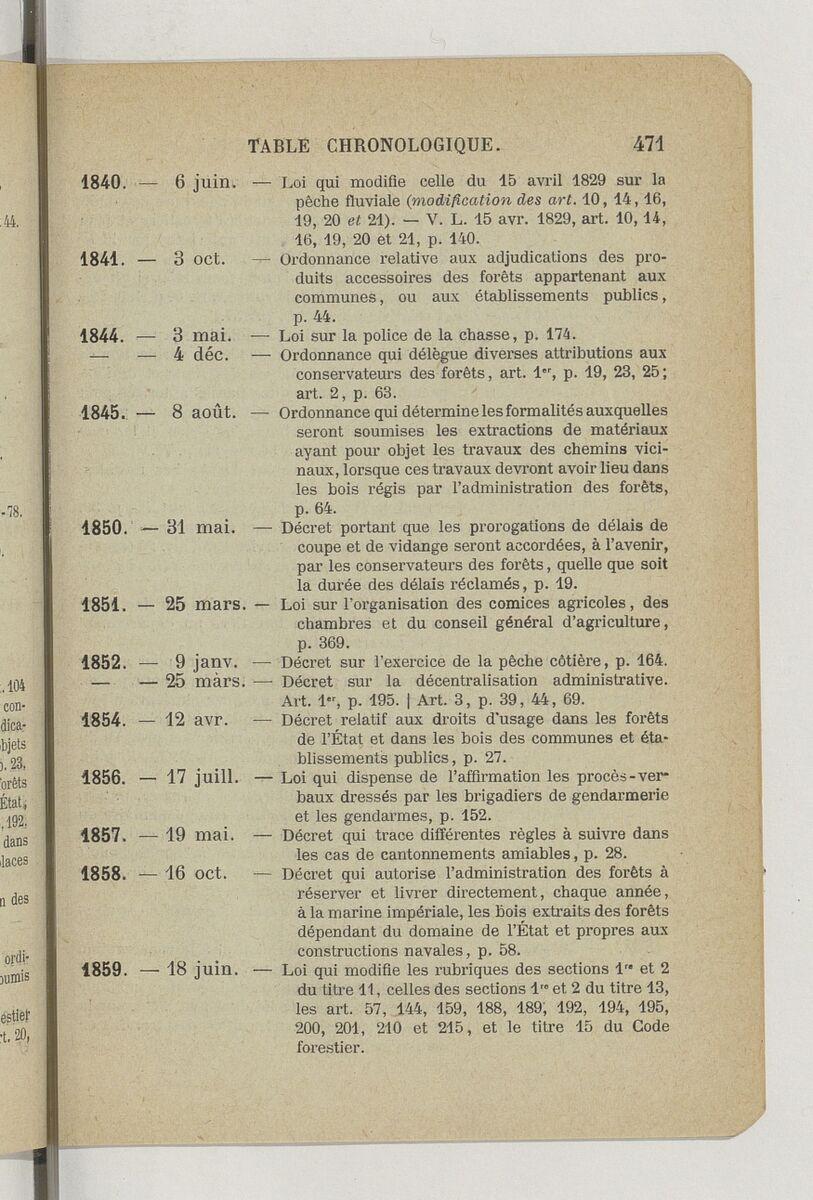 TABLE CHRONOLOGIQUE. 471
1840. — 6 juin. — Loi qui modifie celle du 15 avril 1829 sur la
pêche fluviale (modification des art. 10, 14, 16,
19, 20 et 21). — V. L. 15 avr. 1829, art. 10, 14,
16, 19, 20 et 21, p. 140.
1841. — 3 oct. — Ordonnance relative aux adjudications des pro-
duits accessoires des forêts appartenant aux
communes, ou aux établissements publics,
p. 44.
1844. — 3 mai. — Loi sur la police de la chasse, p. 174.
— — 4 déc. — Ordonnance qui délègue diverses attributions aux
conservateurs des forêts, art. 1er, p. 19, 23, 25;
art. 2, p. 63.
1845. — 8 août. — Ordonnance qui détermine les formalités auxquelles
seront soumises les extractions de matériaux
ayant pour objet les travaux des chemins vici-
naux, lorsque ces travaux devront avoir lieu dans
les bois régis par l'administration des forêts,
p. 64.
1850. — 31 mai. — Décret portant que les prorogations de délais de
coupe et de vidange seront accordées, à l'avenir,
par les conservateurs des forêts, quelle que soit
la durée des délais réclamés, p. 19.
1851. — 25 mars. — Loi sur l'organisation des comices agricoles, des
chambres et du conseil général d'agriculture,
p. 369.
1852. — 9 janv. — Décret sur l'exercice de la pêche côtière, p. 164.
— — 25 mars. — Décret sur la décentralisation administrative.
Art. 1er, p. 195. | Art. 3, p. 39, 44, 69.
1854. — 12 avr. — Décret relatif aux droits d'usage dans les forêts
de l'État et dans les bois des communes et éta-
blissements publics, p. 27.
1856. — 17 juill. — Loi qui dispense de l'affirmation les procès-ver-
baux dressés par les brigadiers de gendarmerie
et les gendarmes, p. 152.
1857. — 19 mai. — Décret qui trace différentes règles à suivre dans
les cas de cantonnements amiables, p. 28.
1858. — 16 oct. — Décret qui autorise l'administration des forêts à
réserver et livrer directement, chaque année,
à la marine impériale, les bois extraits des forêts
dépendant du domaine de l'État et propres aux
constructions navales, p. 58.
1859. — 18 juin. — Loi qui modifie les rubriques des sections 1re et 2
du titre 11, celles des sections 1re et 2 du titre 13,
les art. 57, 144, 159, 188, 189, 192, 194, 195,
200, 201, 210 et 215, et le titre 15 du Code
forestier.